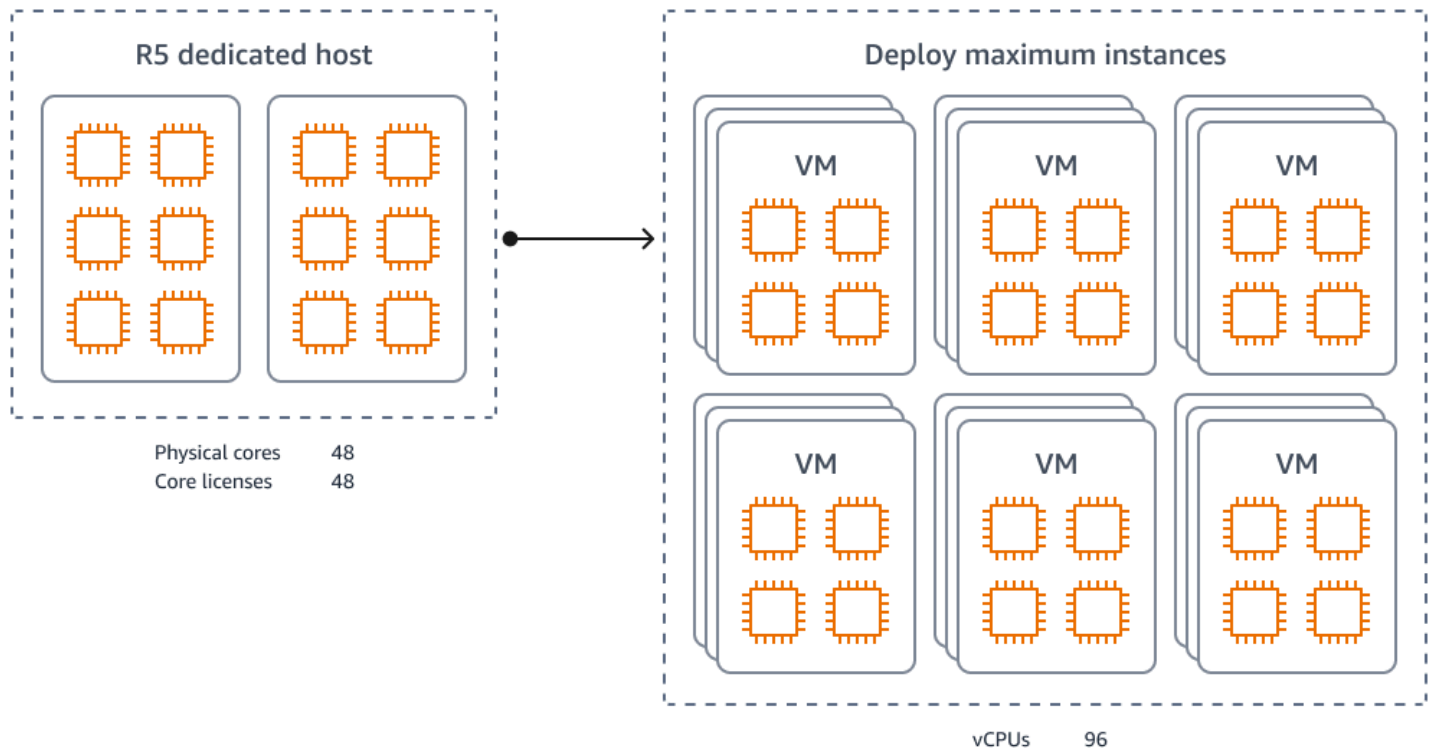 R5 dedicated host
Physical cores 48
Core licenses 48
Deploy maximum instances
VM VM VM
VM VM VM
vCPUs 96